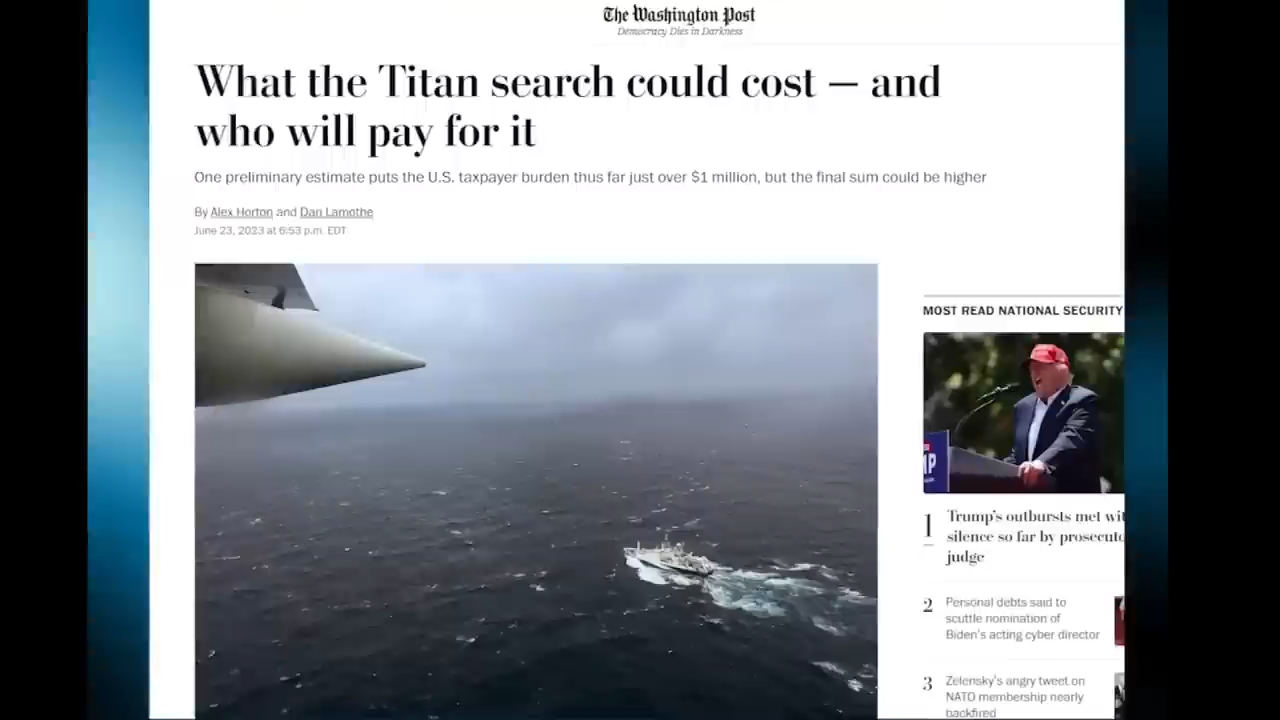 The Washington Post
Democracy Dies in Darkness
What the Titan search could cost — and
who will pay for it
One preliminary estimate puts the U.S. taxpayer burden thus far just over $1 million, but the final sum could be higher
By Alex Horton and Dan Lamothe
June 23, 2023 at 6:53 p.m. EDT
MOST READ NATIONAL SECURITY
MP
1
Trump's outbursts met wit
silence so far by prosecuto
judge
2
Personal debts said to
scuttle nomination of
Biden's acting cyber director
3
Zelensky's angry tweet on
NATO membership nearly
backfired